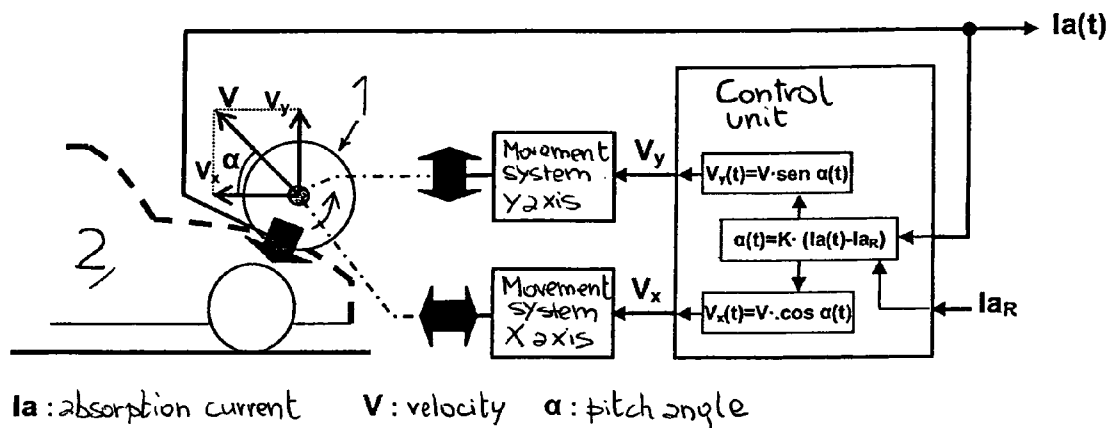 Ia(t)
1
V
Vy
α
Vx
2,
Control
unit
Movement
system
Y axis
Vy
Vy(t)=V·sen α(t)
α(t)=K· (Ia(t)-IaR)
Movement
system
X axis
Vx
Vx(t)=V·.cos α(t)
IaR
Ia : absorption current V : velocity α : pitch angle